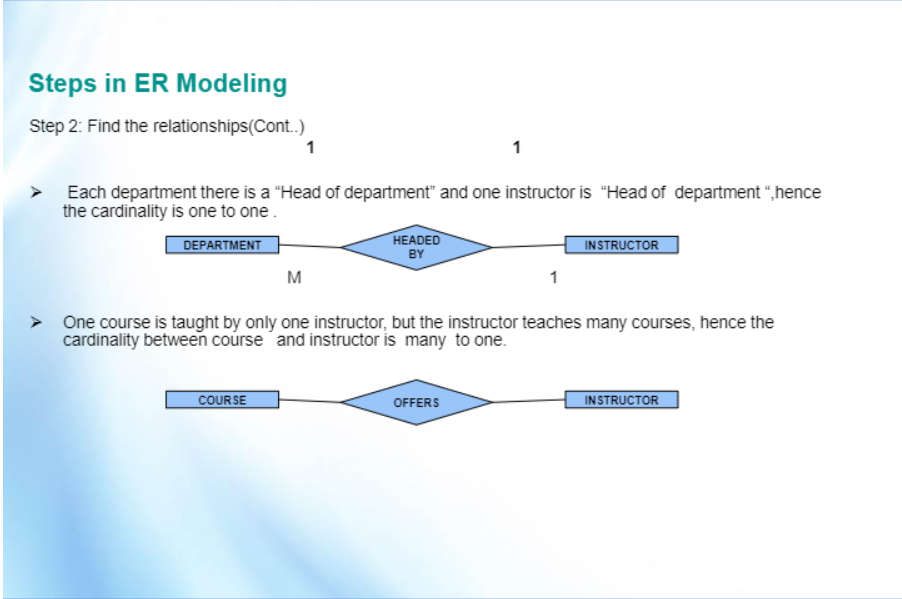 Steps in ER Modeling
Step 2: Find the relationships(Cont..)
1 1
➢ Each department there is a “Head of department” and one instructor is “Head of department “,hence
the cardinality is one to one .
DEPARTMENT HEADED BY INSTRUCTOR
M 1
➢ One course is taught by only one instructor, but the instructor teaches many courses, hence the
cardinality between course and instructor is many to one.
COURSE OFFERS INSTRUCTOR